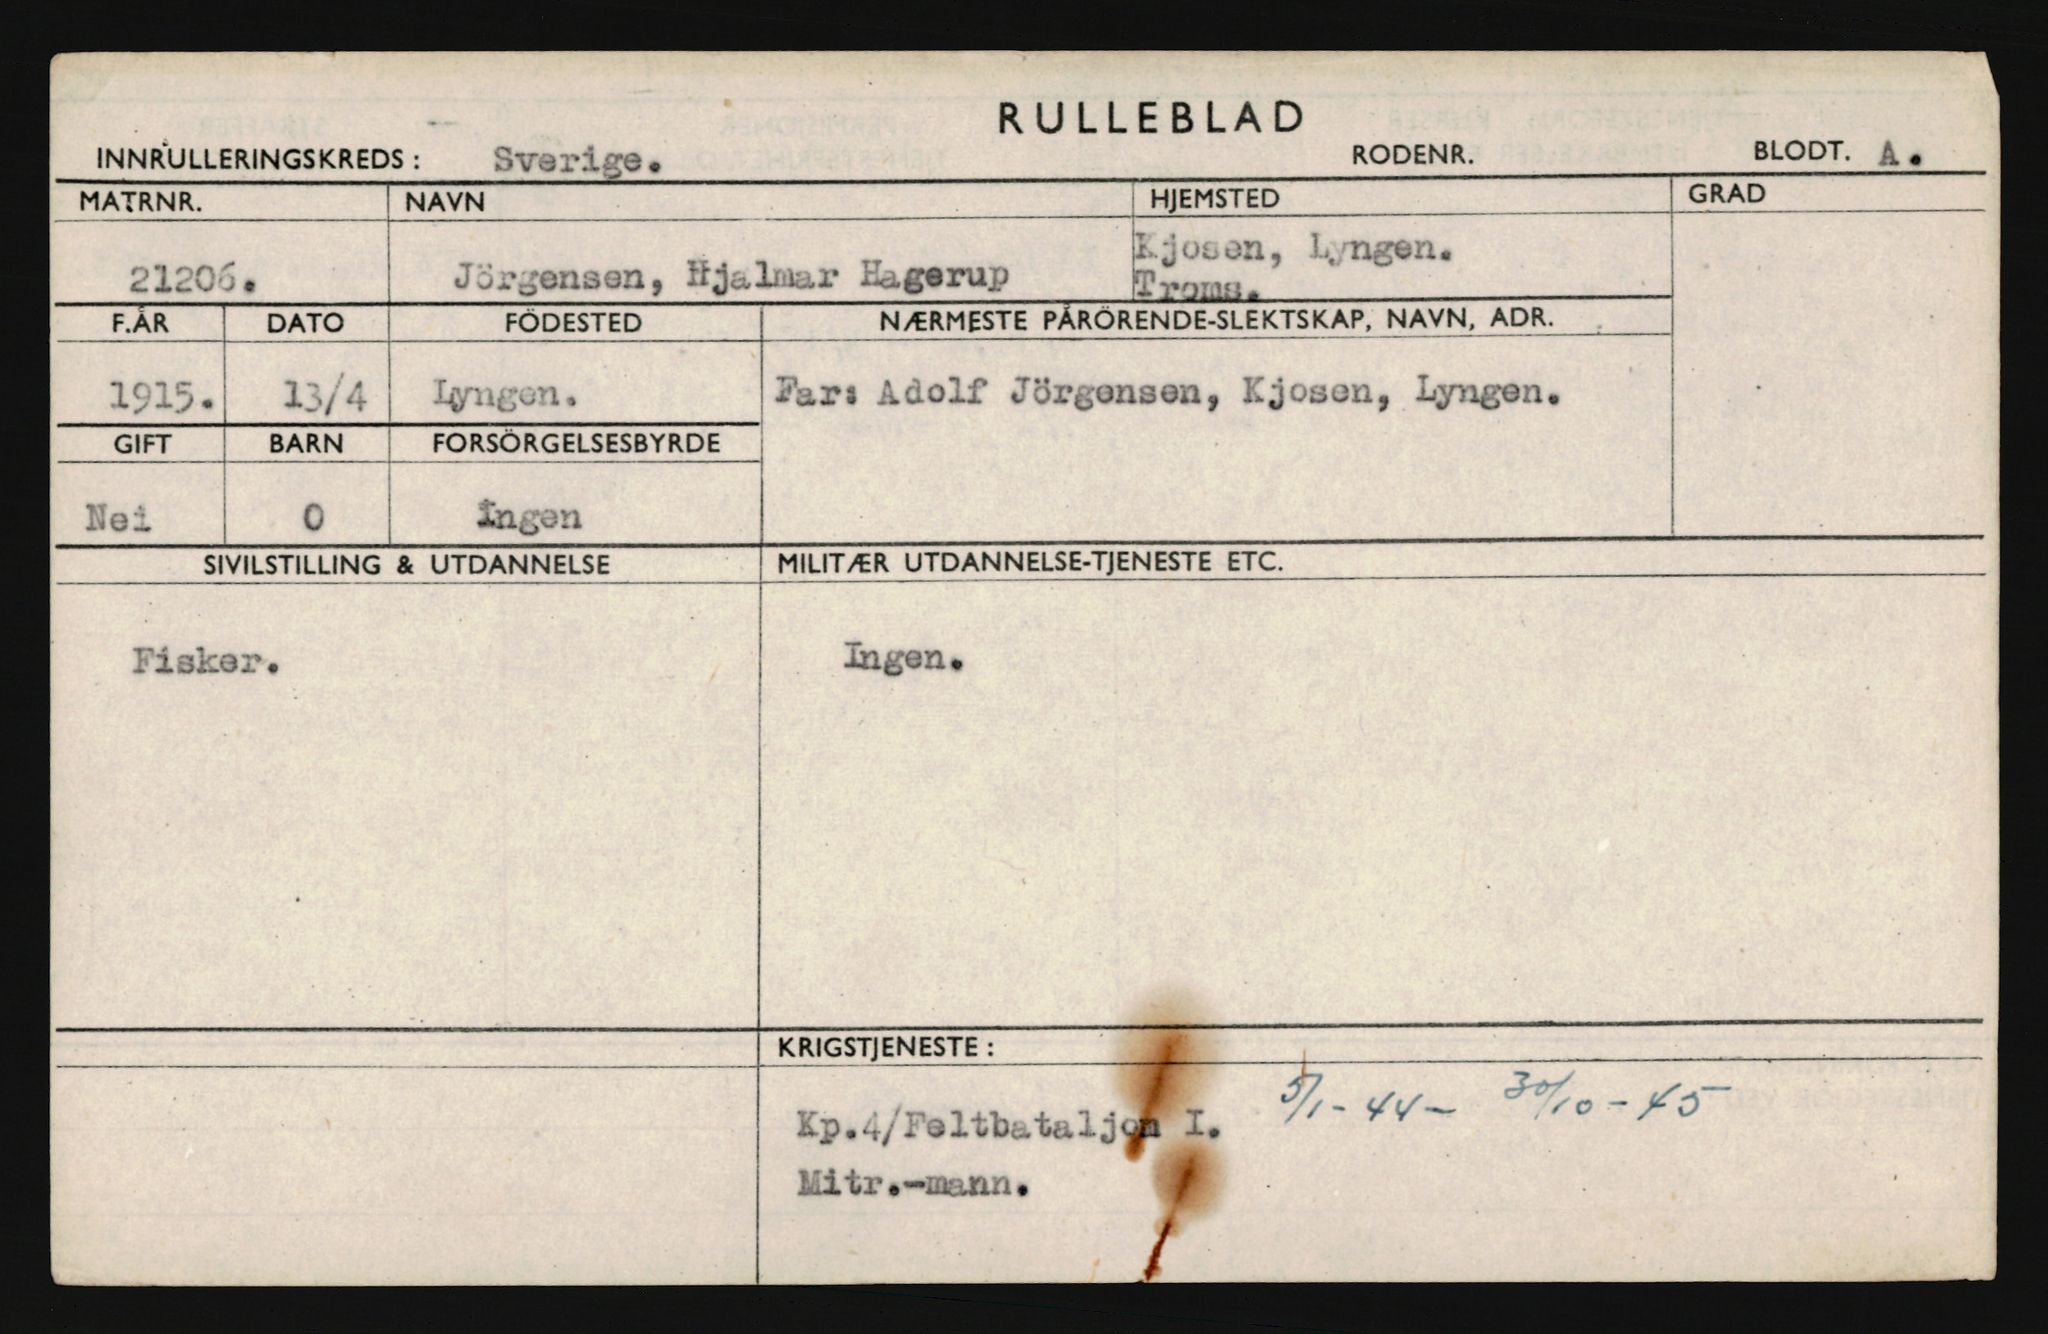 RULLEBLAD
INNRULLERINGSKREDS: Sverige. RODENR. BLODT. A.
MATRNR. NAVN HJEMSTED GRAD
21206. Jörgensen, Hjalmar Hagerup Kjosen, Lyngen.
Troms.
F.ÅR DATO FÖDESTED NÆRMESTE PÅRÖRENDE-SLEKTSKAP, NAVN, ADR.
1915. 13/4 Lyngen. Far: Adolf Jörgensen, Kjosen, Lyngen.
GIFT BARN FORSÖRGELSESBYRDE
Nei 0 Ingen
SIVILSTILLING & UTDANNELSE MILITÆR UTDANNELSE-TJENESTE ETC.
Fisker. Ingen.
KRIGSTJENESTE:
Kp.4/Feltbataljon I. 5/1-44- 30/10-45
Mitr.-mann.